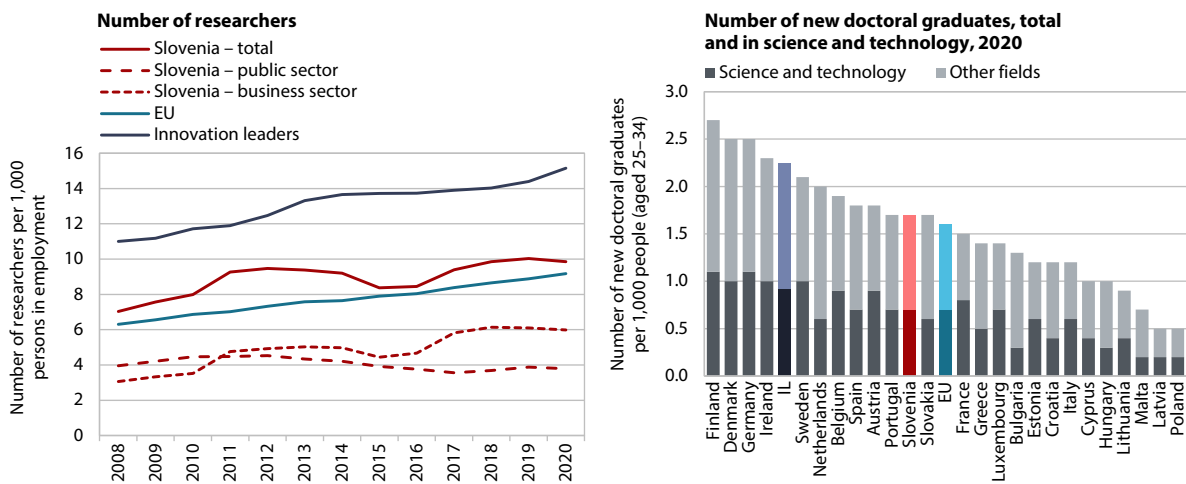 Number of researchers
Slovenia – total
Slovenia – public sector
Slovenia – business sector
EU
Innovation leaders
Number of researchers per 1,000
persons in employment
16
14
12
10
8
6
4
2
0
2008
2009
2010
2011
2012
2013
2014
2015
2016
2017
2018
2019
2020
Number of new doctoral graduates, total
and in science and technology, 2020
Science and technology
Other fields
Number of new doctoral graduates
per 1,000 people (aged 25–34)
3.0
2.5
2.0
1.5
1.0
0.5
0.0
Finland
Denmark
Germany
Ireland
IL
Sweden
Netherlands
Belgium
Spain
Austria
Portugal
Slovenia
Slovakia
EU
France
Greece
Luxembourg
Bulgaria
Estonia
Croatia
Italy
Cyprus
Hungary
Lithuania
Malta
Latvia
Poland